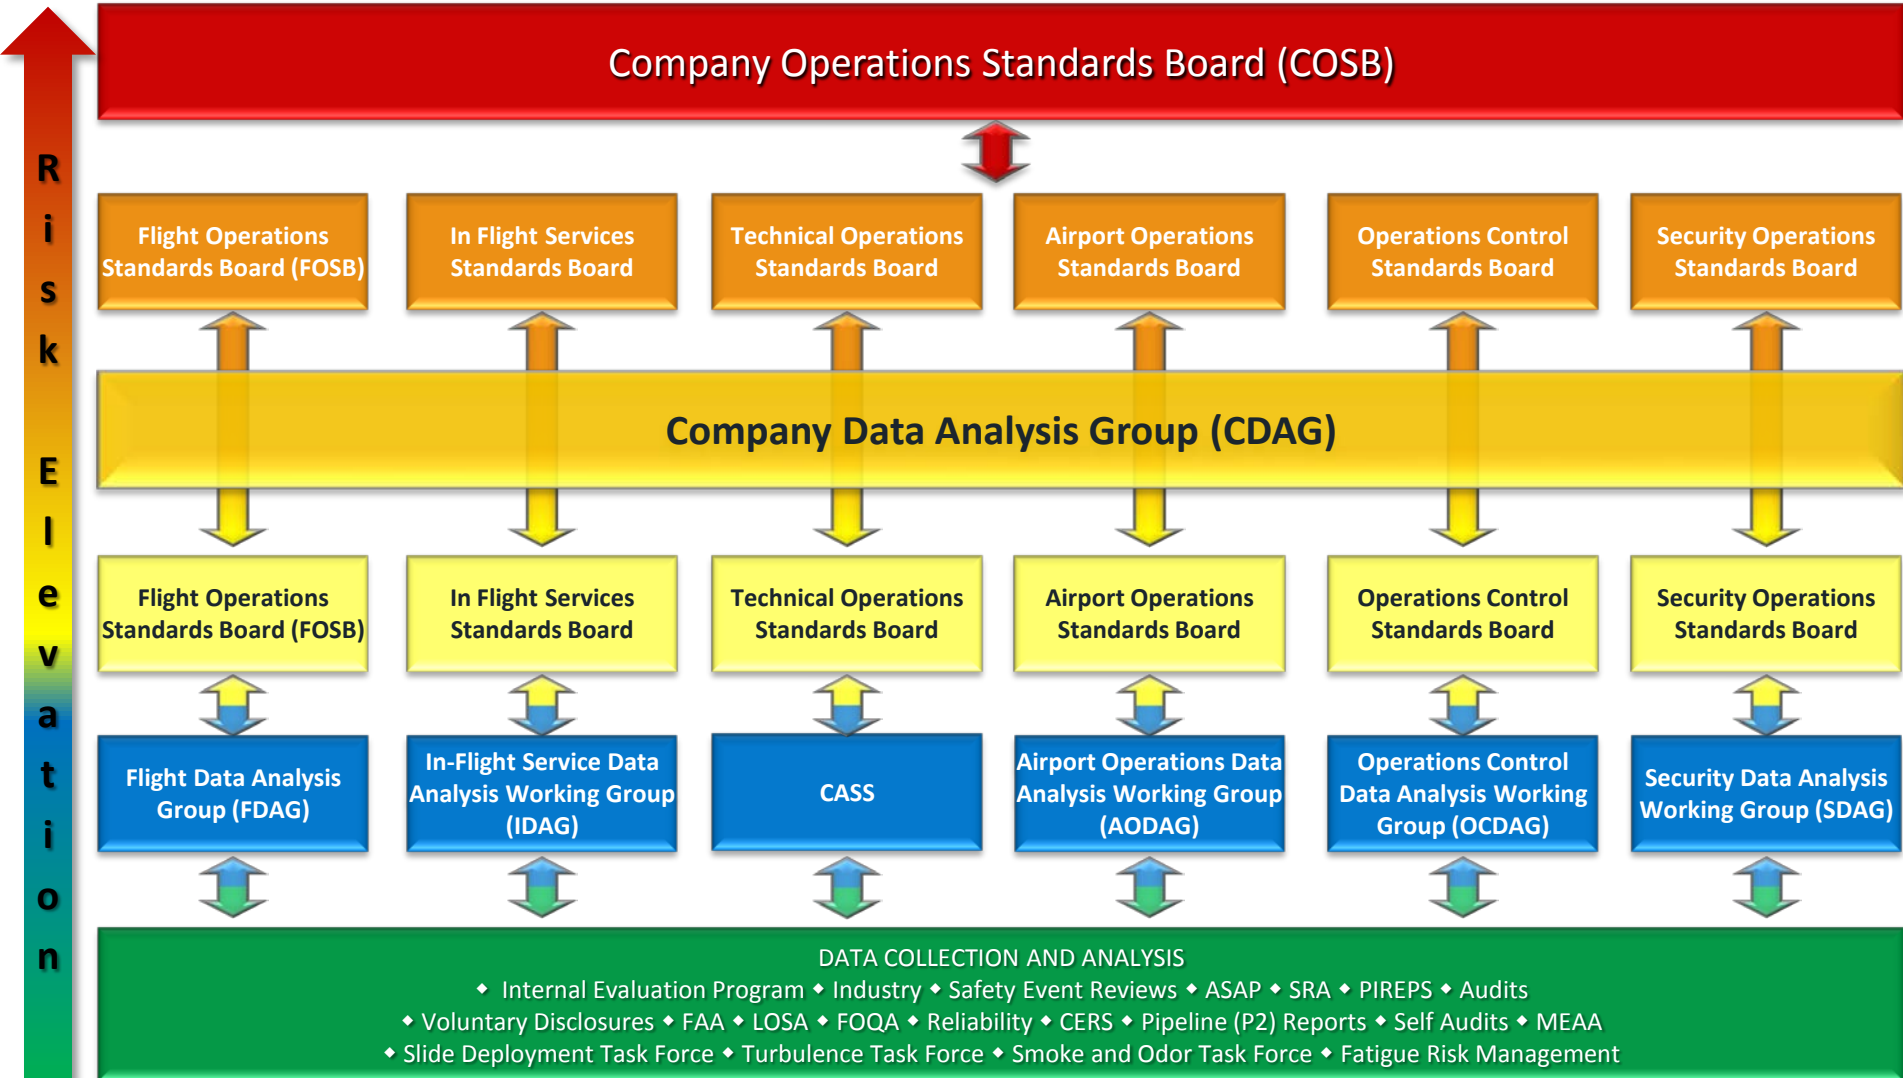 Company Operations Standards Board (COSB)
Risk Elevation
Flight Operations
Standards Board (FOSB)
In Flight Services
Standards Board
Technical Operations
Standards Board
Airport Operations
Standards Board
Operations Control
Standards Board
Security Operations
Standards Board
Company Data Analysis Group (CDAG)
Flight Operations
Standards Board (FOSB)
In Flight Services
Standards Board
Technical Operations
Standards Board
Airport Operations
Standards Board
Operations Control
Standards Board
Security Operations
Standards Board
Flight Data Analysis
Group (FDAG)
In-Flight Service Data
Analysis Working Group
(IDAG)
CASS
Airport Operations Data
Analysis Working Group
(AODAG)
Operations Control
Data Analysis Working
Group (OCDAG)
Security Data Analysis
Working Group (SDAG)
DATA COLLECTION AND ANALYSIS
◆ Internal Evaluation Program ◆ Industry ◆ Safety Event Reviews ◆ ASAP ◆ SRA ◆ PIREPS ◆ Audits
◆ Voluntary Disclosures ◆ FAA ◆ LOSA ◆ FOQA ◆ Reliability ◆ CERS ◆ Pipeline (P2) Reports ◆ Self Audits ◆ MEAA
◆ Slide Deployment Task Force ◆ Turbulence Task Force ◆ Smoke and Odor Task Force ◆ Fatigue Risk Management